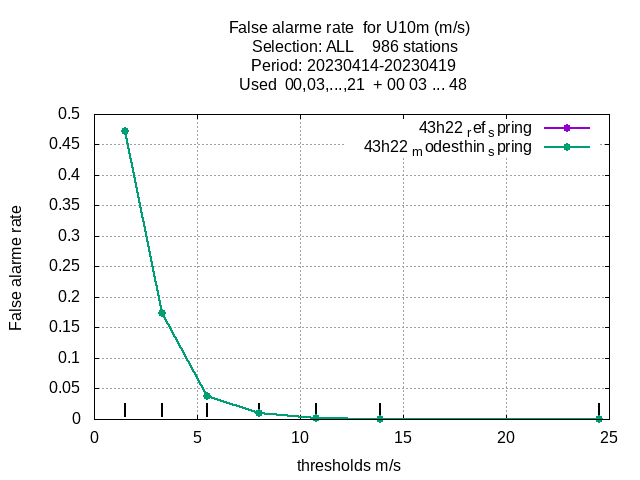 False alarme rate for U10m (m/s)
Selection: ALL 986 stations
Period: 20230414-20230419
Used 00,03,...,21 + 00 03 ... 48
43h22 ref spring
43h22 modesthin spring
False alarme rate
0.5
0.45
0.4
0.35
0.3
0.25
0.2
0.15
0.1
0.05
0
0 5 10 15 20 25
thresholds m/s